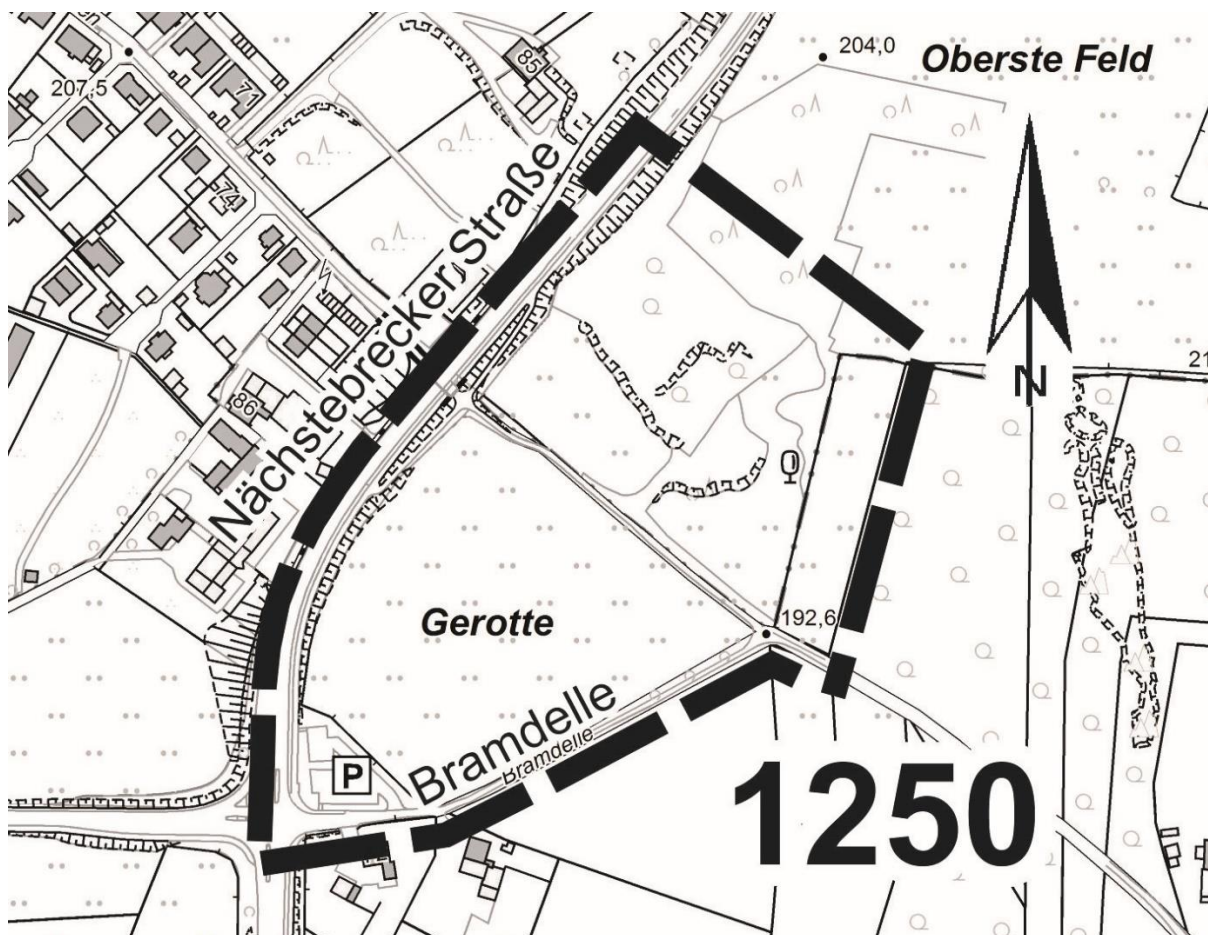 204,0
Oberste Feld
85
207,5
71
74
Nächstebrecker Straße
N
21
86
192,6
Gerotte
Bramdelle
Bramdelle
P
1250